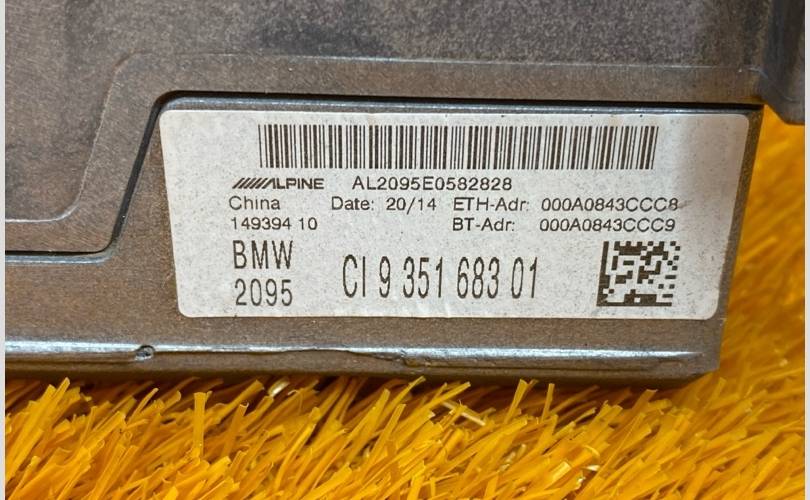 ALPINE AL2095E0582828
China Date: 20/14 ETH-Adr: 000A0843CCC8
149394 10 BT-Adr: 000A0843CCC9
BMW
2095 CI 9 351 683 01